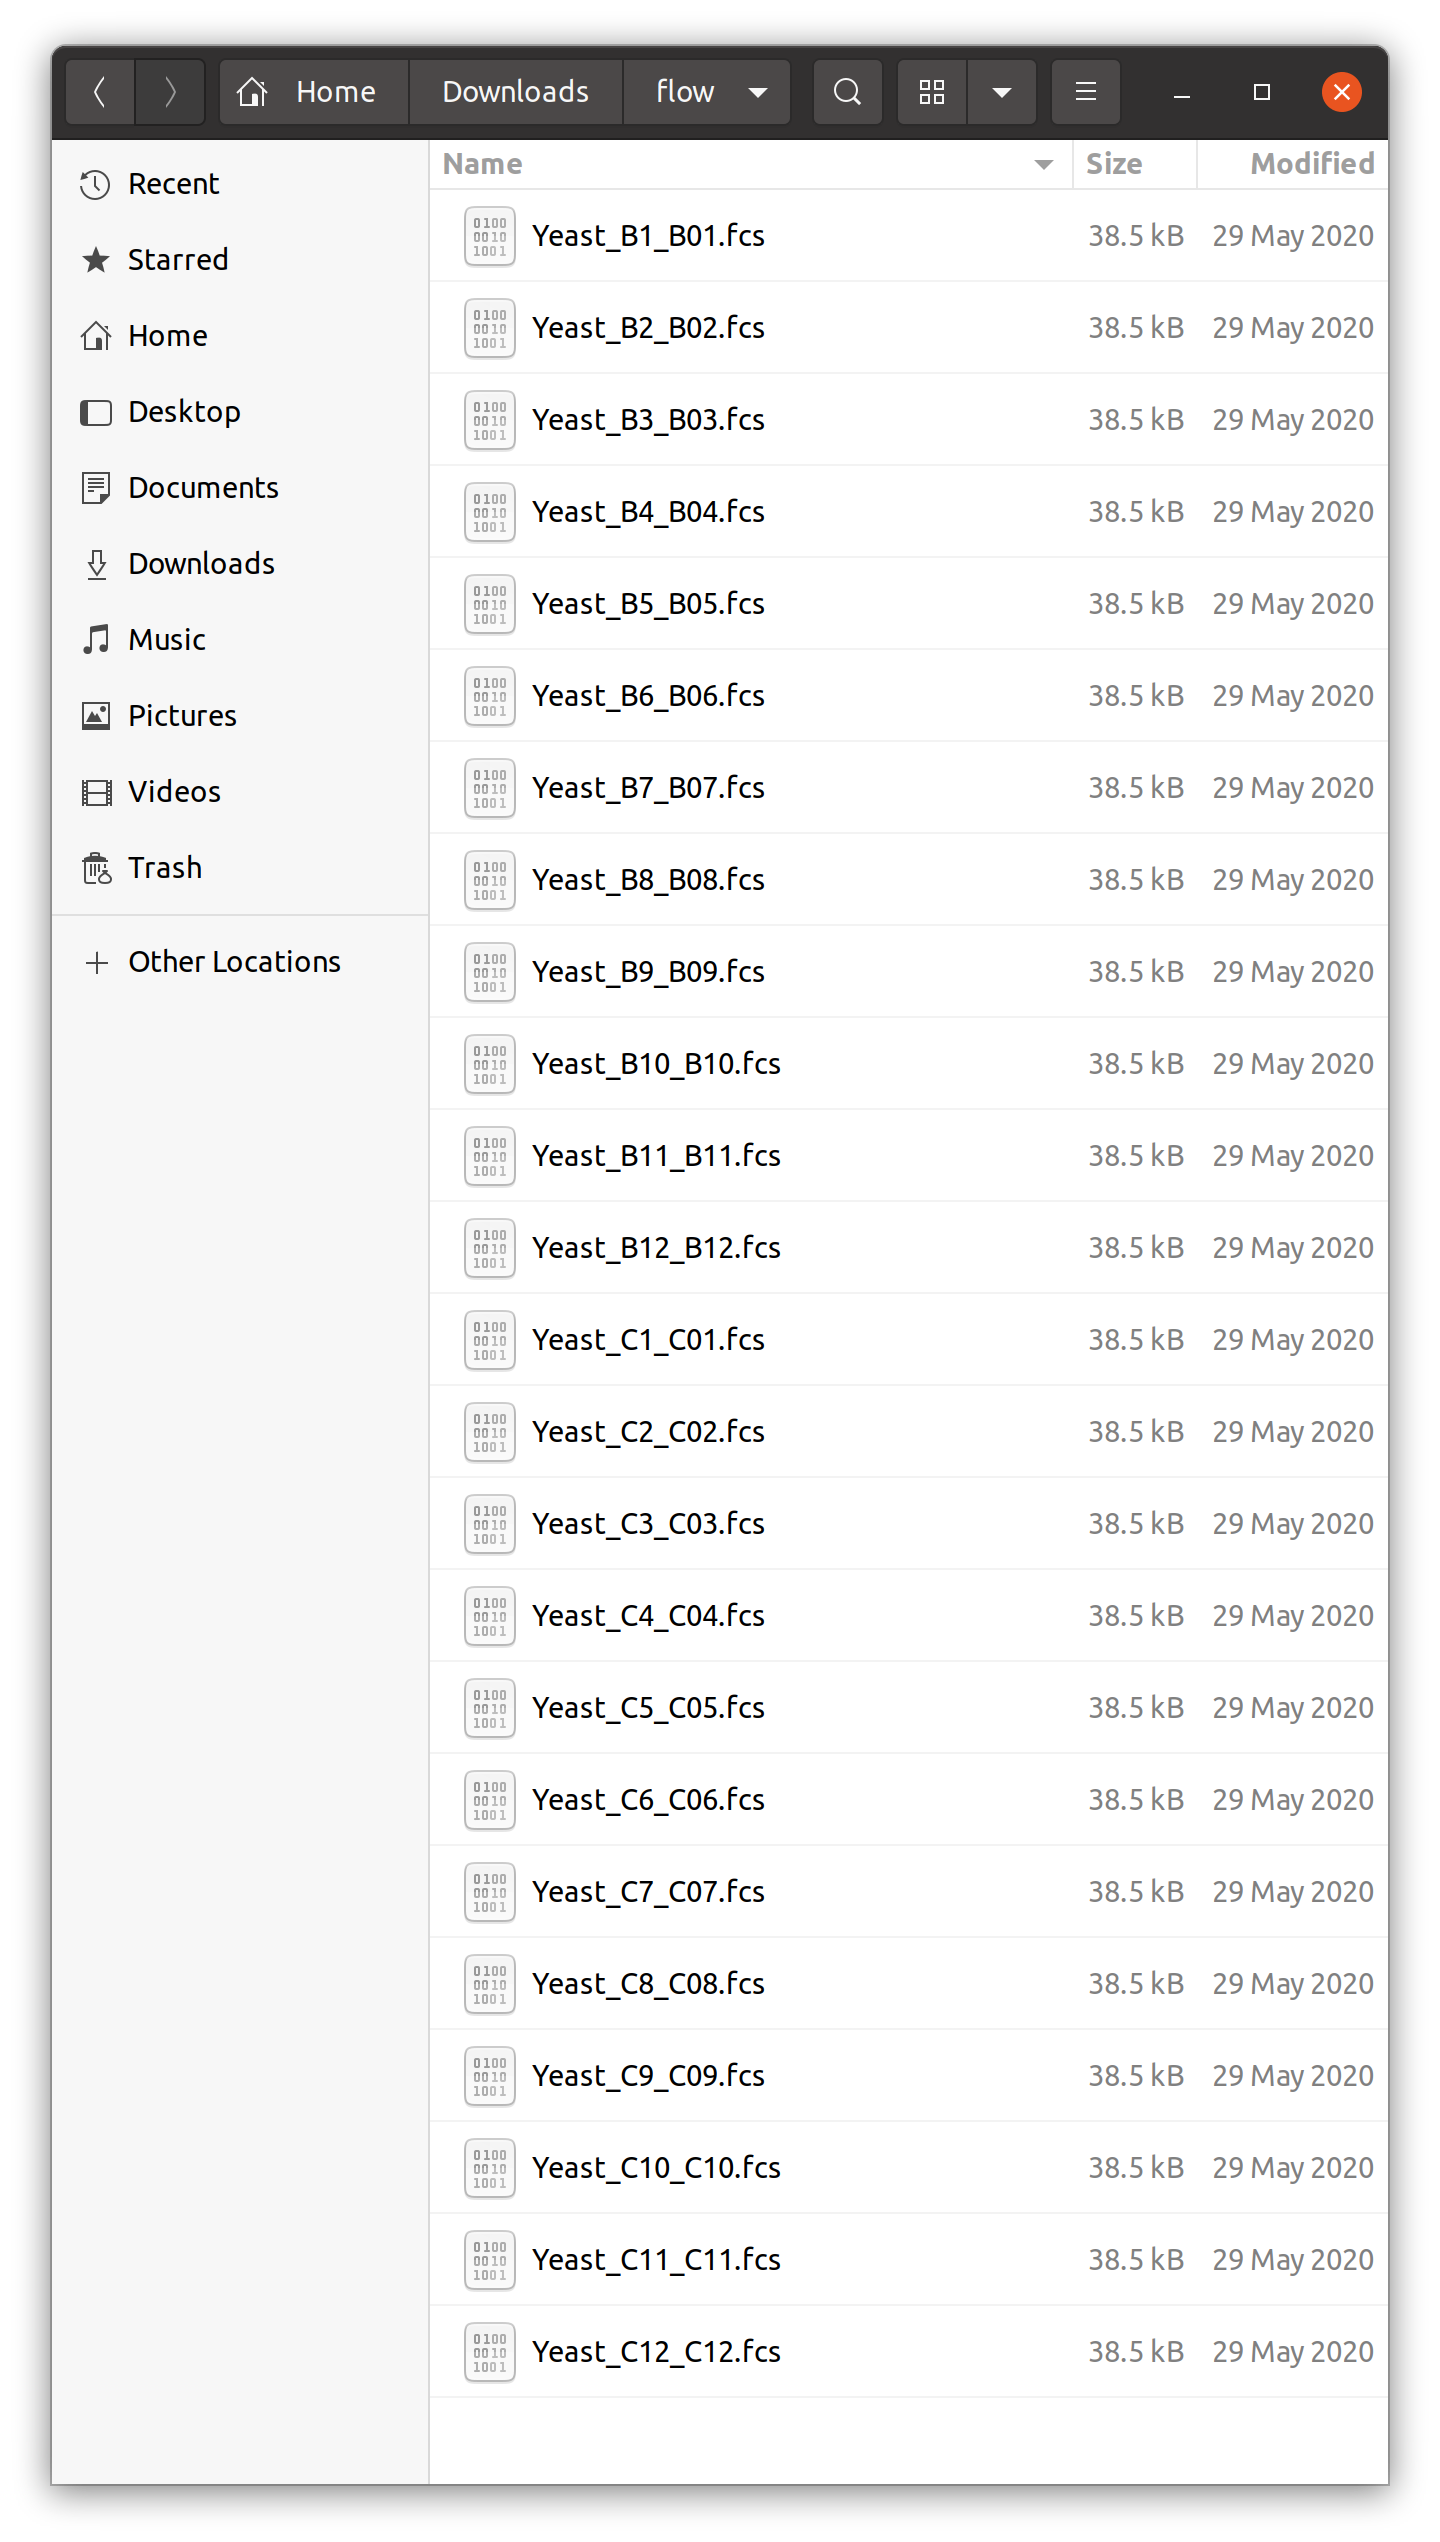 Home Downloads flow
Recent
Starred
Home
Desktop
Documents
Downloads
Music
Pictures
Videos
Trash
Other Locations
Name Size Modified
Yeast_B1_B01.fcs 38.5 kB 29 May 2020
Yeast_B2_B02.fcs 38.5 kB 29 May 2020
Yeast_B3_B03.fcs 38.5 kB 29 May 2020
Yeast_B4_B04.fcs 38.5 kB 29 May 2020
Yeast_B5_B05.fcs 38.5 kB 29 May 2020
Yeast_B6_B06.fcs 38.5 kB 29 May 2020
Yeast_B7_B07.fcs 38.5 kB 29 May 2020
Yeast_B8_B08.fcs 38.5 kB 29 May 2020
Yeast_B9_B09.fcs 38.5 kB 29 May 2020
Yeast_B10_B10.fcs 38.5 kB 29 May 2020
Yeast_B11_B11.fcs 38.5 kB 29 May 2020
Yeast_B12_B12.fcs 38.5 kB 29 May 2020
Yeast_C1_C01.fcs 38.5 kB 29 May 2020
Yeast_C2_C02.fcs 38.5 kB 29 May 2020
Yeast_C3_C03.fcs 38.5 kB 29 May 2020
Yeast_C4_C04.fcs 38.5 kB 29 May 2020
Yeast_C5_C05.fcs 38.5 kB 29 May 2020
Yeast_C6_C06.fcs 38.5 kB 29 May 2020
Yeast_C7_C07.fcs 38.5 kB 29 May 2020
Yeast_C8_C08.fcs 38.5 kB 29 May 2020
Yeast_C9_C09.fcs 38.5 kB 29 May 2020
Yeast_C10_C10.fcs 38.5 kB 29 May 2020
Yeast_C11_C11.fcs 38.5 kB 29 May 2020
Yeast_C12_C12.fcs 38.5 kB 29 May 2020